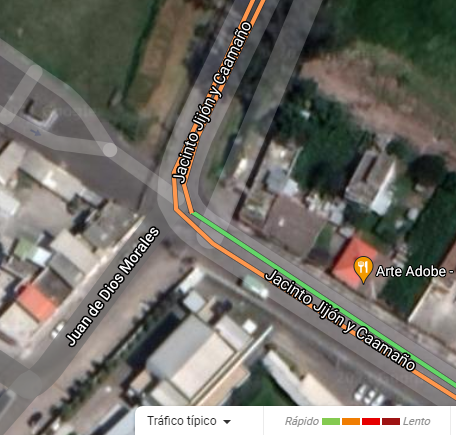 Jacinto Jijón y Caamaño
Juan de Dios Morales
Arte Adobe -
Jacinto Jijón y Caamaño
Tráfico típico
Rápido
Lento